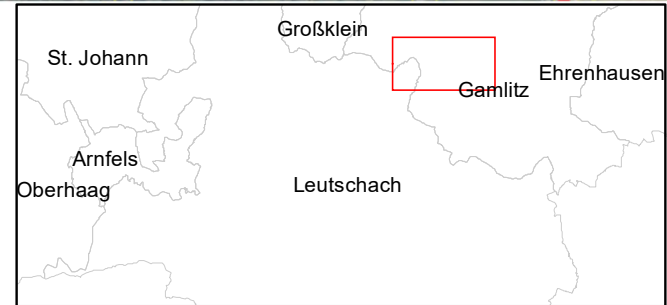 Großklein
St. Johann
Ehrenhausen
Gamlitz
Arnfels
Leutschach
Oberhaag